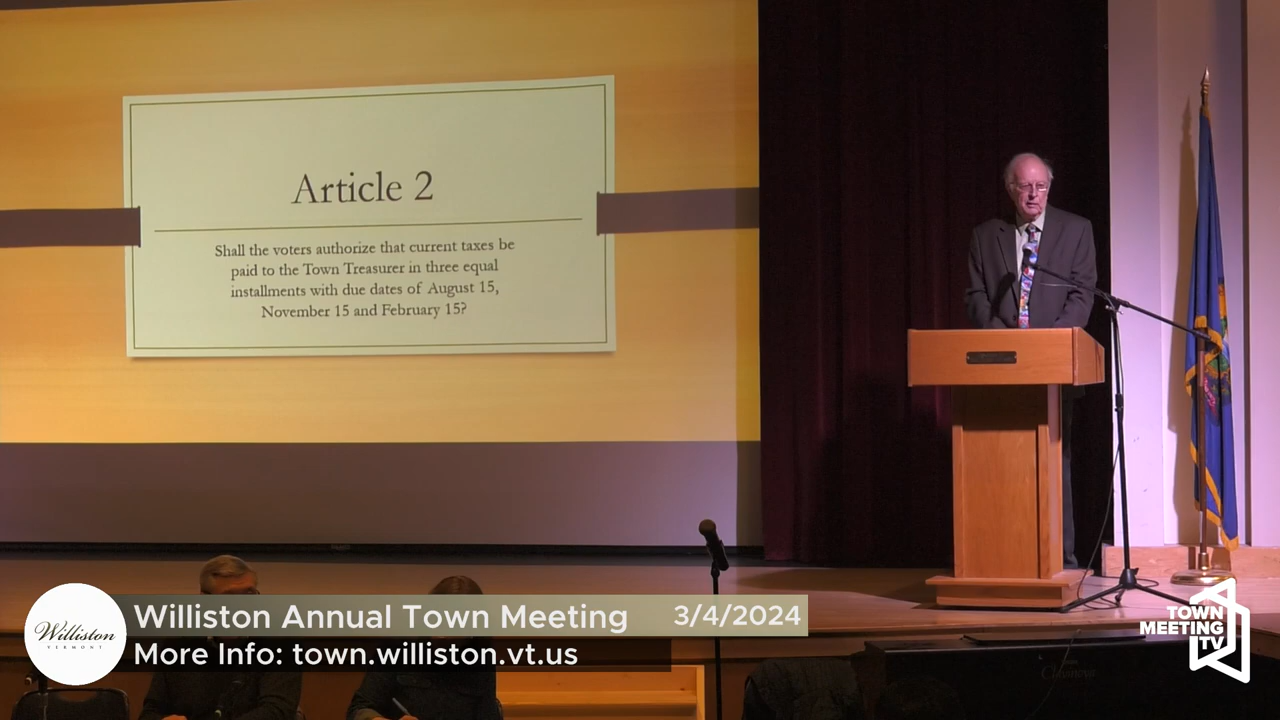 Article 2
Shall the voters authorize that current taxes be
paid to the Town Treasurer in three equal
installments with due dates of August 15,
November 15 and February 15?
Williston
VERMONT
Williston Annual Town Meeting 3/4/2024
More Info: town.williston.vt.us
TOWN
MEETING
TV